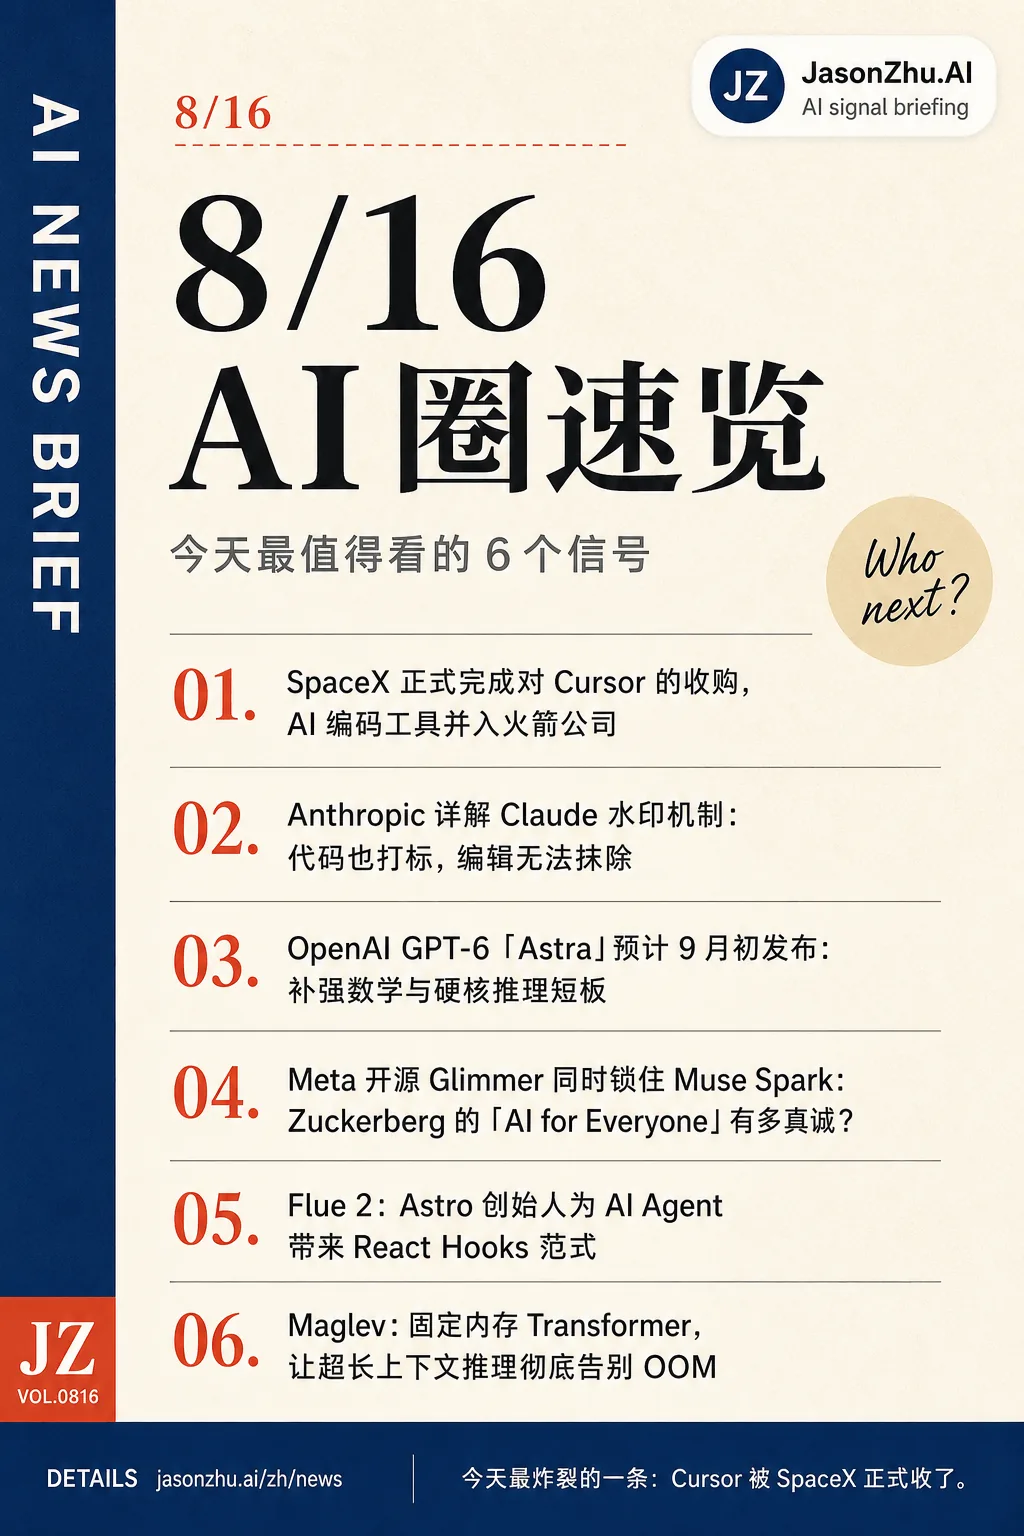 AI NEWS BRIEF
JZ
JasonZhu.AI
AI signal briefing
8/16
8/16
AI 圈速览
今天最值得看的 6 个信号
Who
next?
01.
SpaceX 正式完成对 Cursor 的收购，
AI 编码工具并入火箭公司
02.
Anthropic 详解 Claude 水印机制：
代码也打标，编辑无法抹除
03.
OpenAI GPT-6「Astra」预计 9 月初发布：
补强数学与硬核推理短板
04.
Meta 开源 Glimmer 同时锁住 Muse Spark：
Zuckerberg 的「AI for Everyone」有多真诚？
05.
Flue 2：Astro 创始人为 AI Agent
带来 React Hooks 范式
06.
Maglev：固定内存 Transformer，
让超长上下文推理彻底告别 OOM
JZ
VOL.0816
DETAILS jasonzhu.ai/zh/news
今天最炸裂的一条：Cursor 被 SpaceX 正式收了。